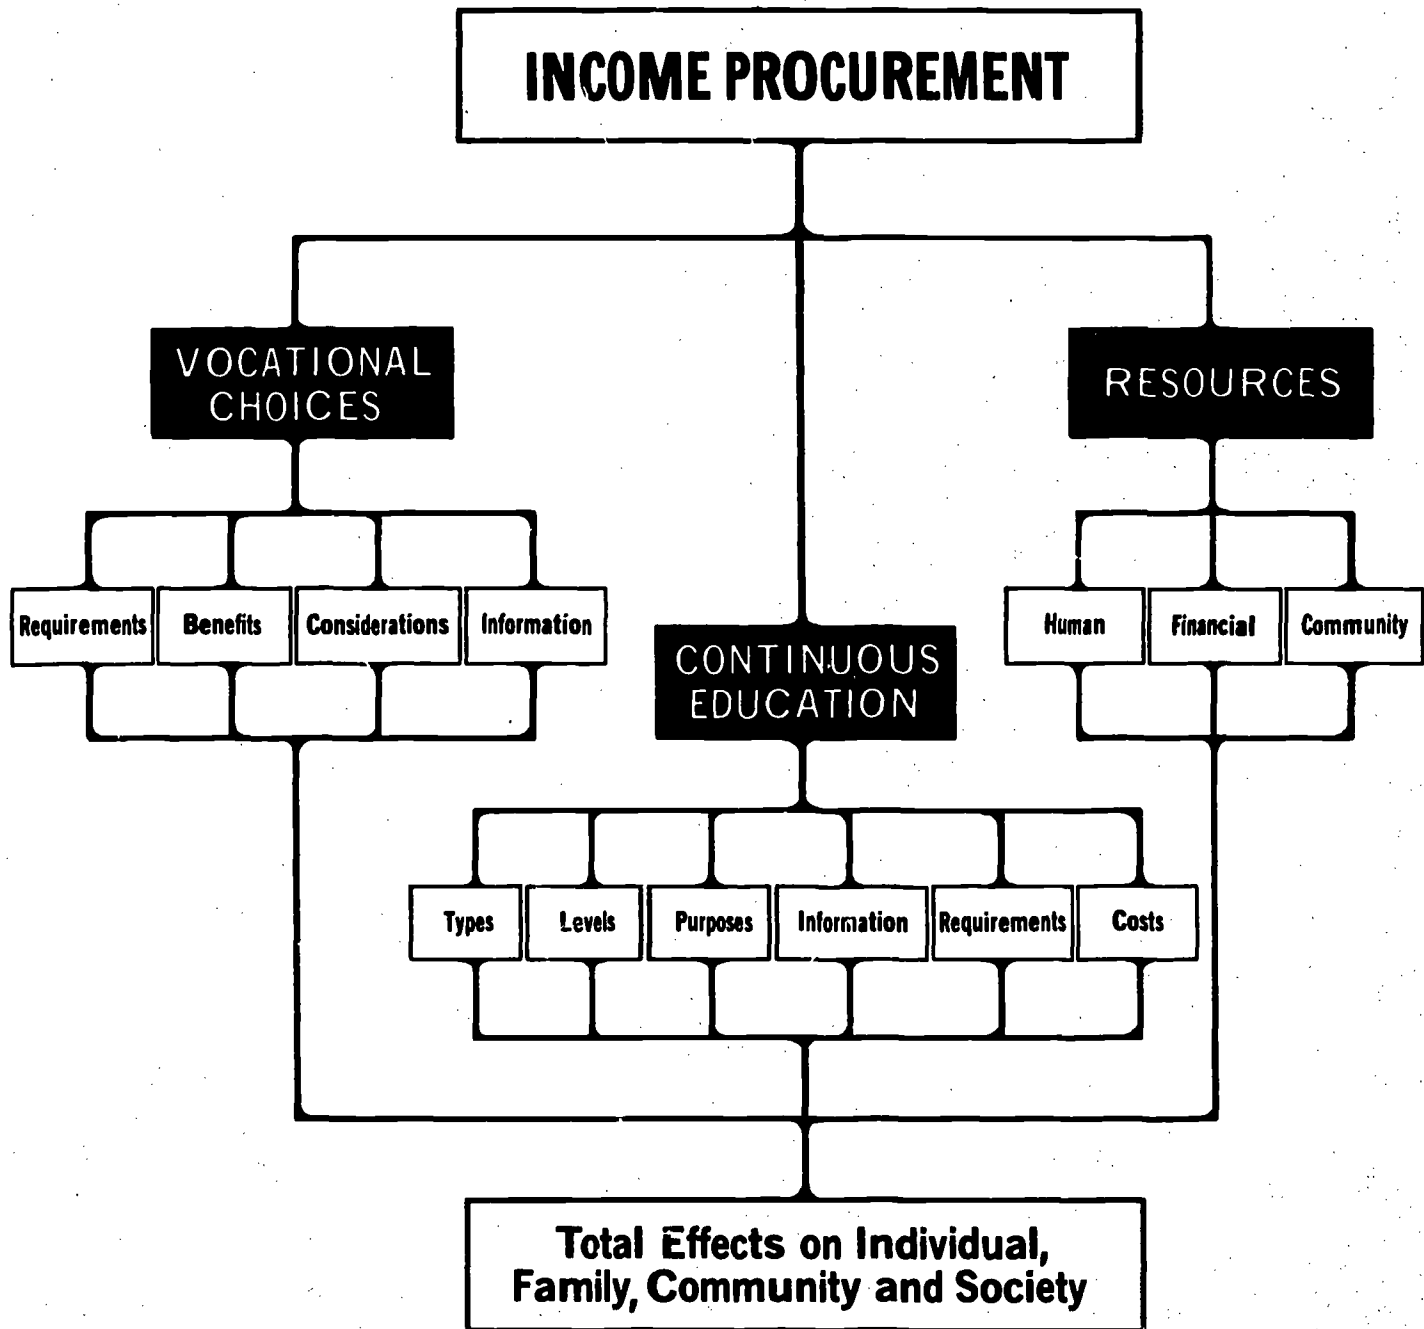 INCOME PROCUREMENT
VOCATIONAL
CHOICES
RESOURCES
Requirements
Benefits
Considerations
Information
Human
Financial
Community
CONTINUOUS
EDUCATION
Types
Levels
Purposes
Information
Requirements
Costs
Total Effects on Individual,
Family, Community and Society